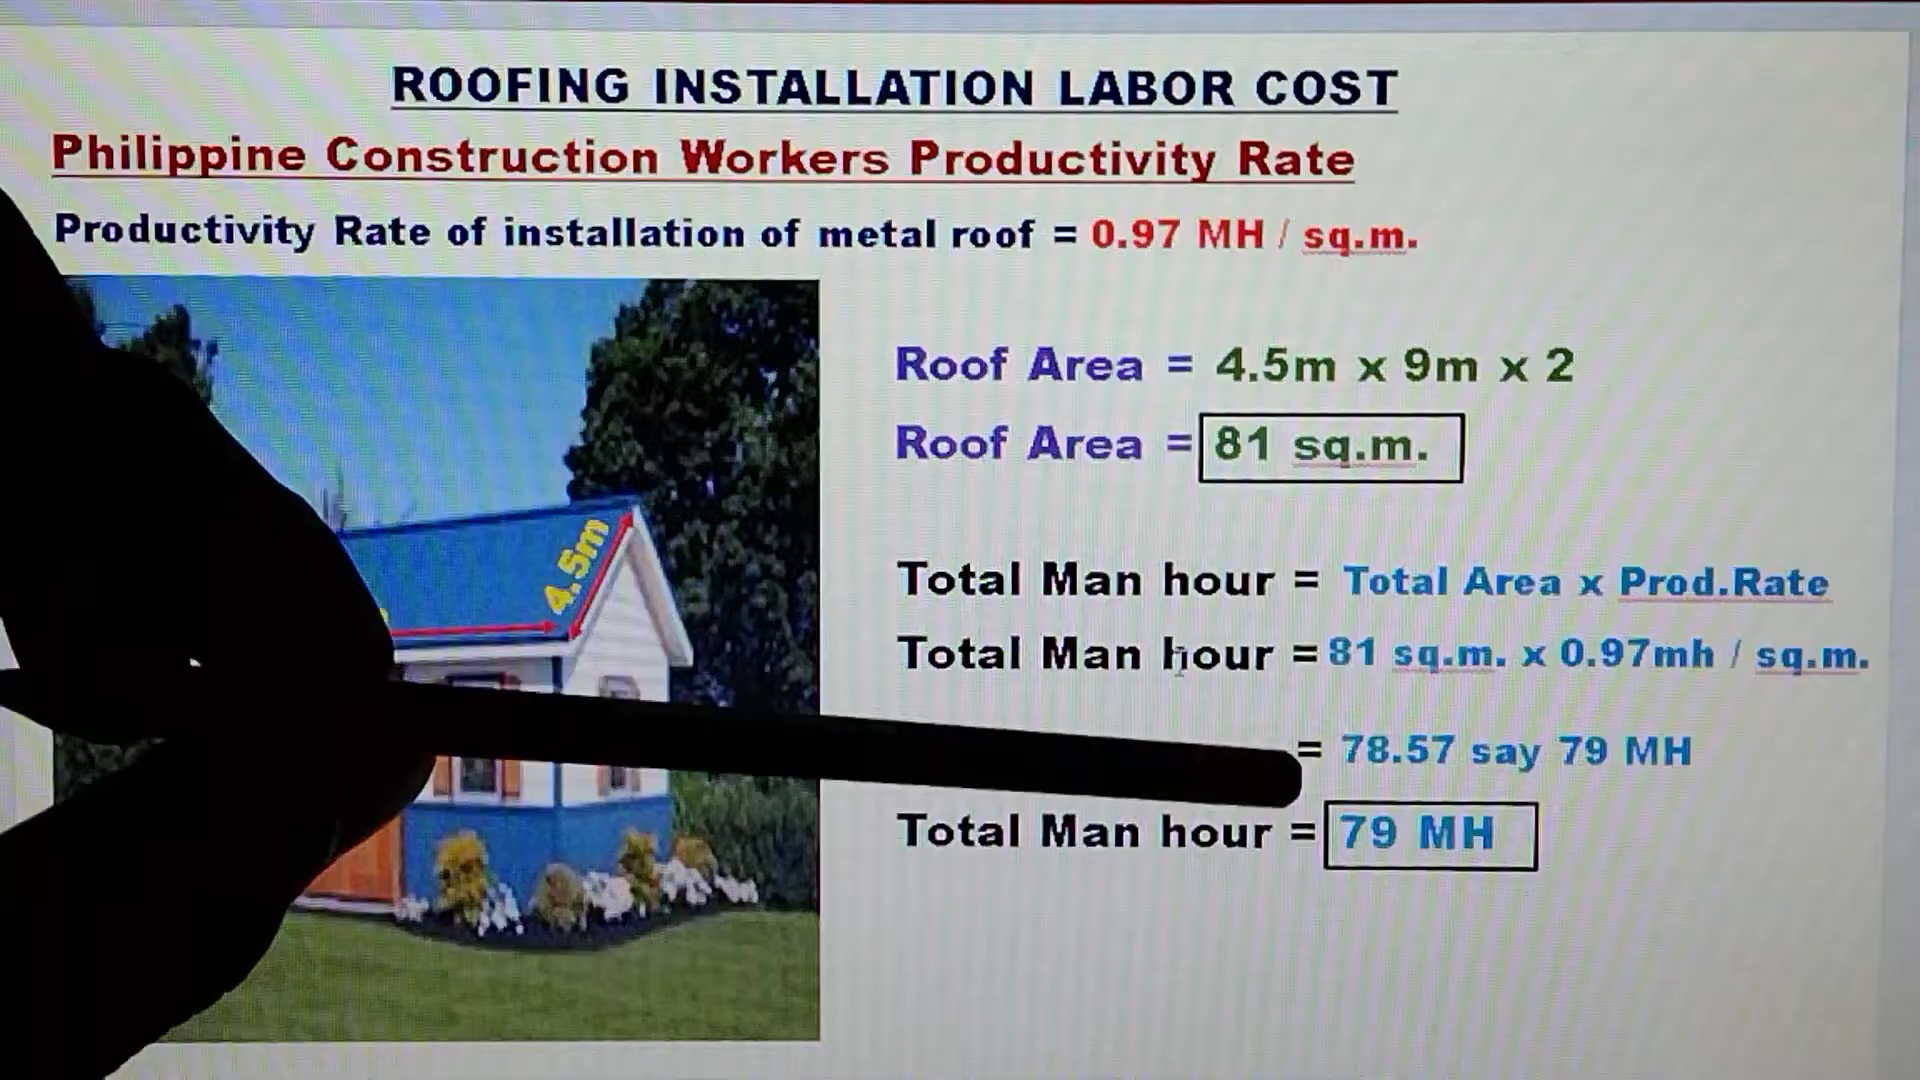 ROOFING INSTALLATION LABOR COST
Philippine Construction Workers Productivity Rate
Productivity Rate of installation of metal roof = 0.97 MH / sq.m.
4.5m
Roof Area = 4.5m x 9m x 2
Roof Area = 81 sq.m.
Total Man hour = Total Area x Prod.Rate
Total Man hour = 81 sq.m. x 0.97mh / sq.m.
= 78.57 say 79 MH
Total Man hour = 79 MH